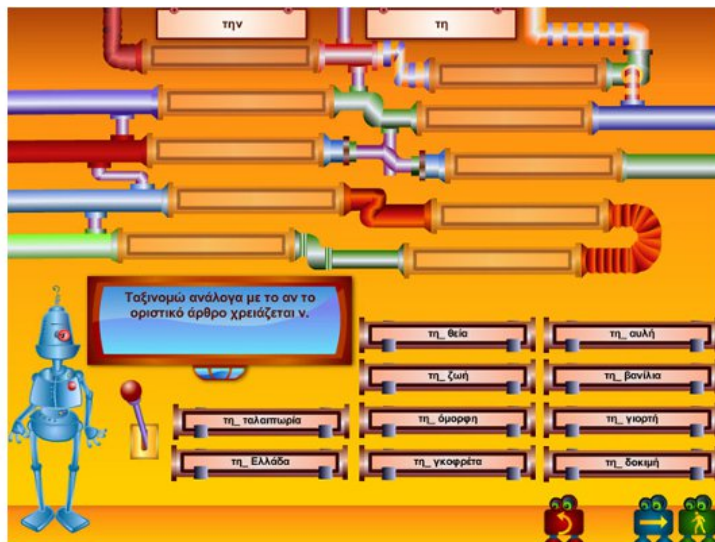 την
τη
Ταξινομώ ανάλογα με το αν το
οριστικό άρθρο χρειάζεται ν.
τη_ θεία
τη_ αυλή
τη_ ζωή
τη_ βανίλια
τη_ ταλαιπωρία
τη_ όμορφη
τη_ γιορτή
τη_ Ελλάδα
τη_ γκοφρέτα
τη_ δοκιμή